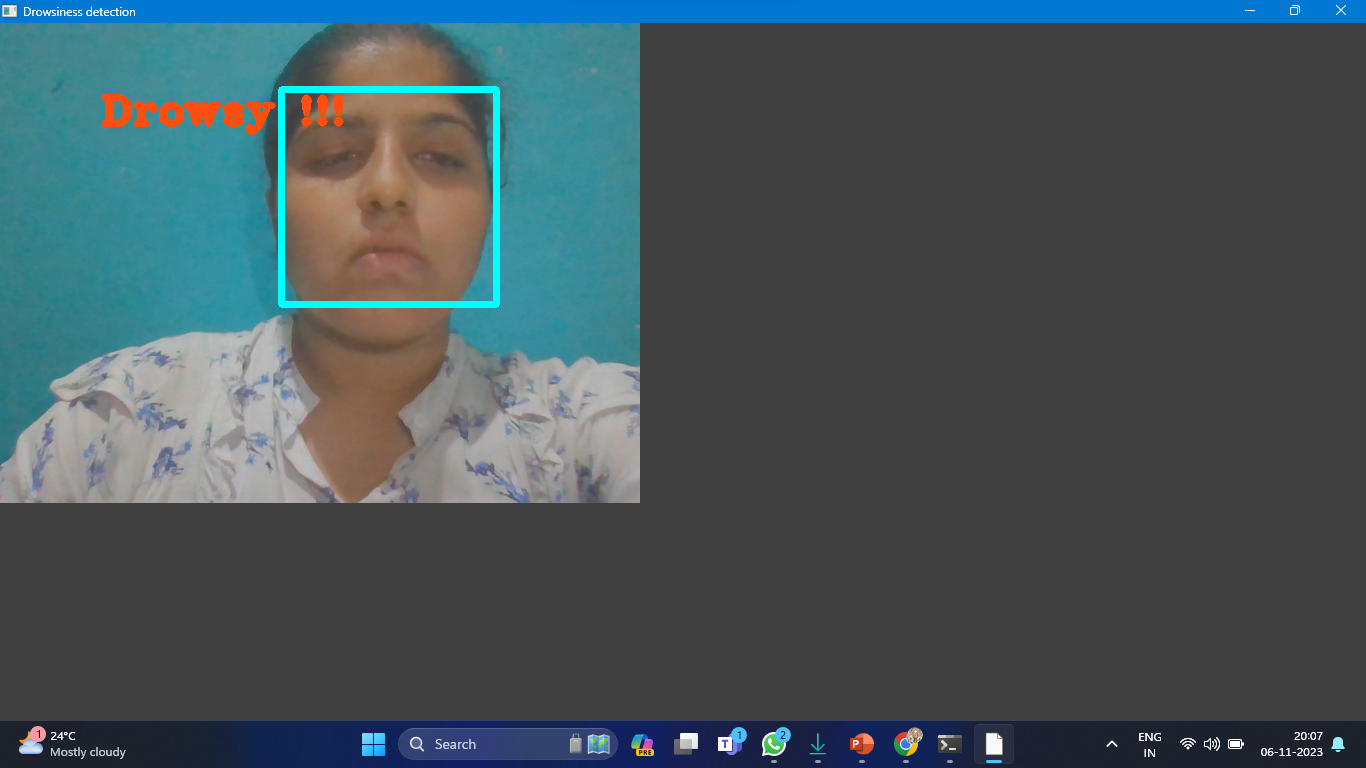 Drowsiness detection
Drowsy !!!
1
24°C
Mostly cloudy
Search
PRE
T
1
2
P
ENG
IN
20:07
06-11-2023